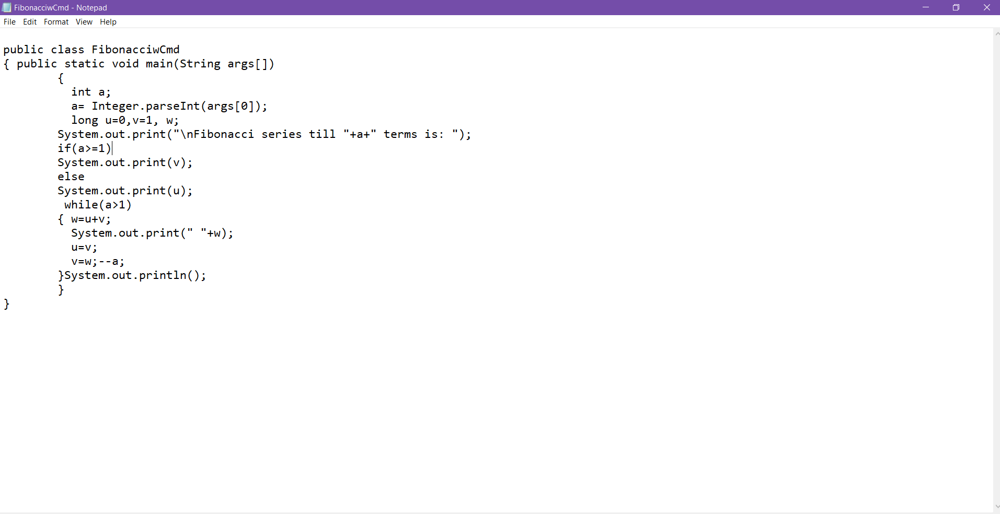 FibonacciwCmd - Notepad
File Edit Format View Help
public class FibonacciwCmd
{ public static void main(String args[])
{
int a;
a= Integer.parseInt(args[0]);
long u=0,v=1, w;
System.out.print("\nFibonacci series till "+a+" terms is: ");
if(a>=1)
System.out.print(v);
else
System.out.print(u);
while(a>1)
{ w=u+v;
System.out.print(" "+w);
u=v;
v=w;--a;
}System.out.println();
}
}